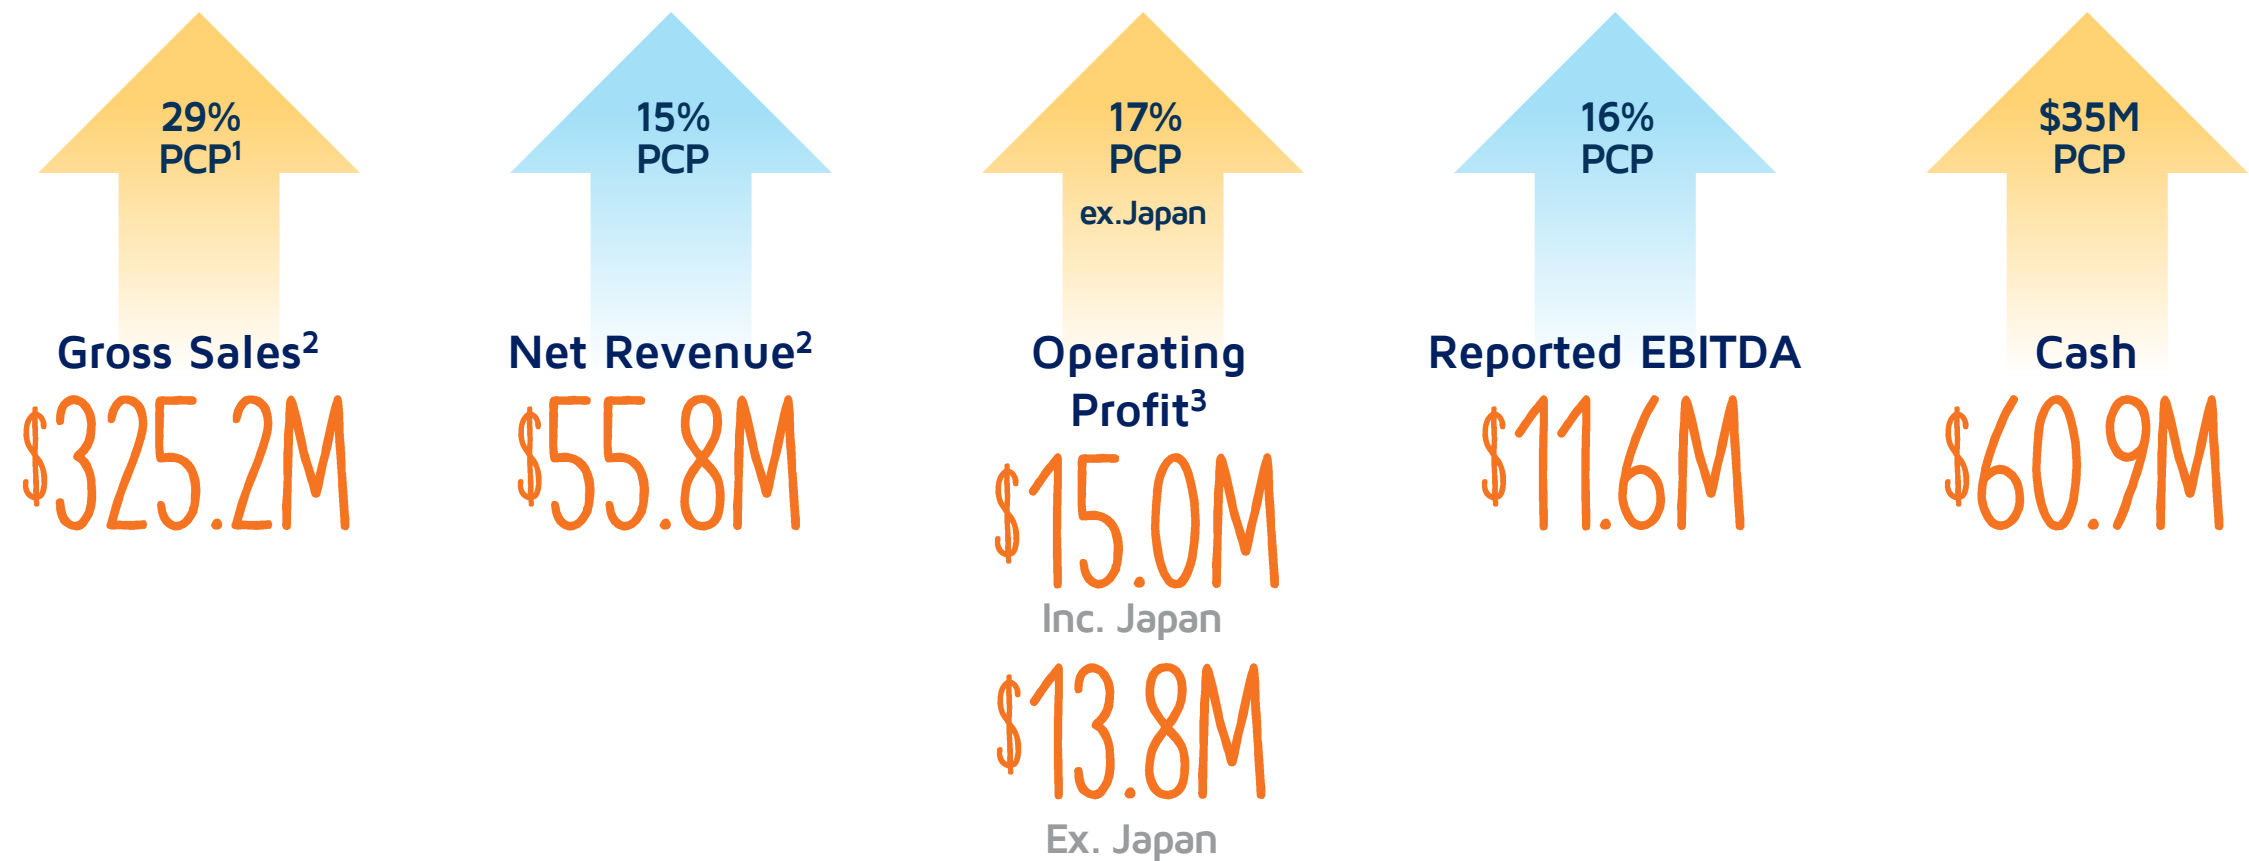 29%
PCP¹
Gross Sales²
$325.2M
15%
PCP
Net Revenue²
$55.8M
17%
PCP
ex.Japan
Operating
Profit³
$15.0M
Inc. Japan
$13.8M
Ex. Japan
16%
PCP
Reported EBITDA
$11.6M
$35M
PCP
Cash
$60.9M